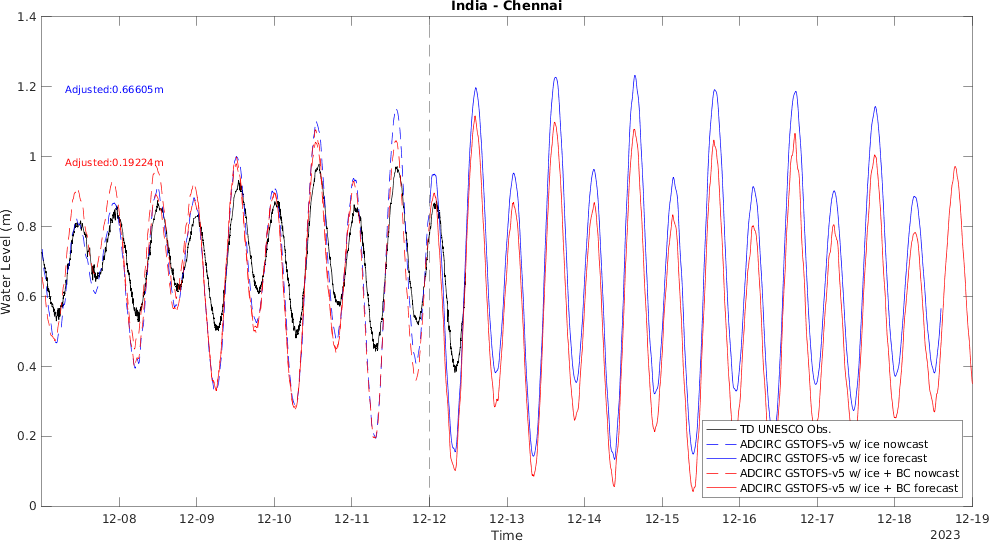 India - Chennai
1.4
1.2
1
0.8
0.6
0.4
0.2
0
Water Level (m)
Adjusted:0.66605m
Adjusted:0.19224m
TD UNESCO Obs.
ADCIRC GSTOFS-v5 w/ ice nowcast
ADCIRC GSTOFS-v5 w/ ice forecast
ADCIRC GSTOFS-v5 w/ ice + BC nowcast
ADCIRC GSTOFS-v5 w/ ice + BC forecast
12-08 12-09 12-10 12-11 12-12 12-13 12-14 12-15 12-16 12-17 12-18 12-19
Time
2023